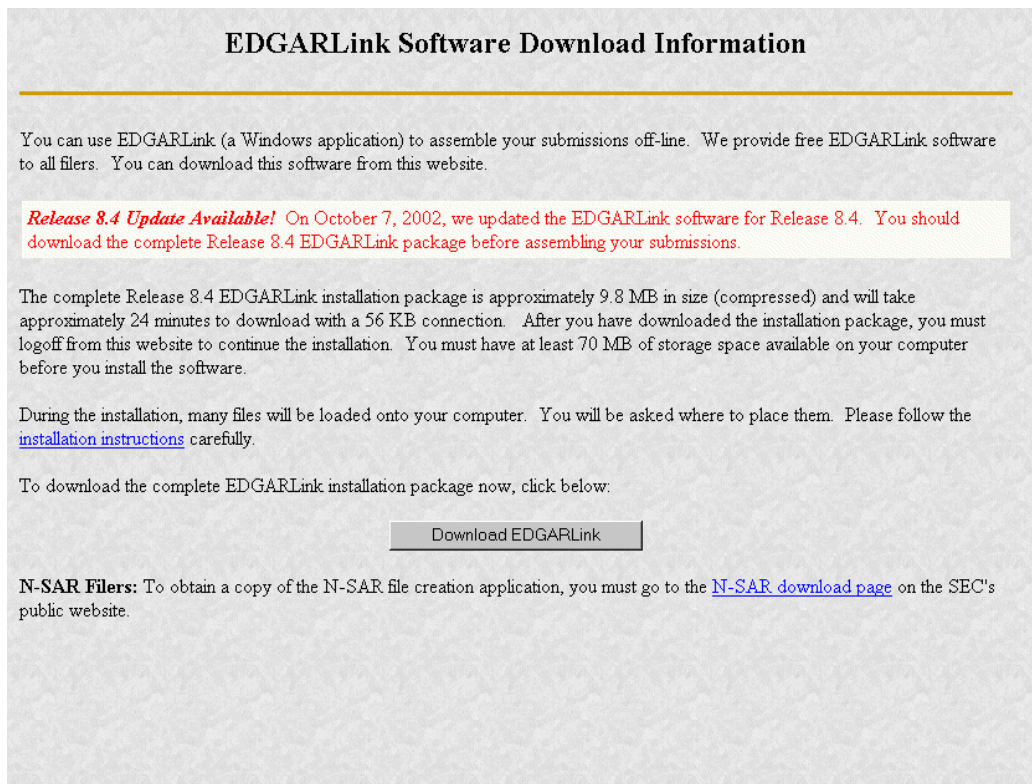 EDGARLink Software Download Information
You can use EDGARLink (a Windows application) to assemble your submissions off-line. We provide free EDGARLink software
to all filers. You can download this software from this website.
Release 8.4 Update Available! On October 7, 2002, we updated the EDGARLink software for Release 8.4. You should
download the complete Release 8.4 EDGARLink package before assembling your submissions.
The complete Release 8.4 EDGARLink installation package is approximately 9.8 MB in size (compressed) and will take
approximately 24 minutes to download with a 56 KB connection. After you have downloaded the installation package, you must
logoff from this website to continue the installation. You must have at least 70 MB of storage space available on your computer
before you install the software.
During the installation, many files will be loaded onto your computer. You will be asked where to place them. Please follow the
installation instructions carefully.
To download the complete EDGARLink installation package now, click below:
Download EDGARLink
N-SAR Filers: To obtain a copy of the N-SAR file creation application, you must go to the N-SAR download page on the SEC's
public website.